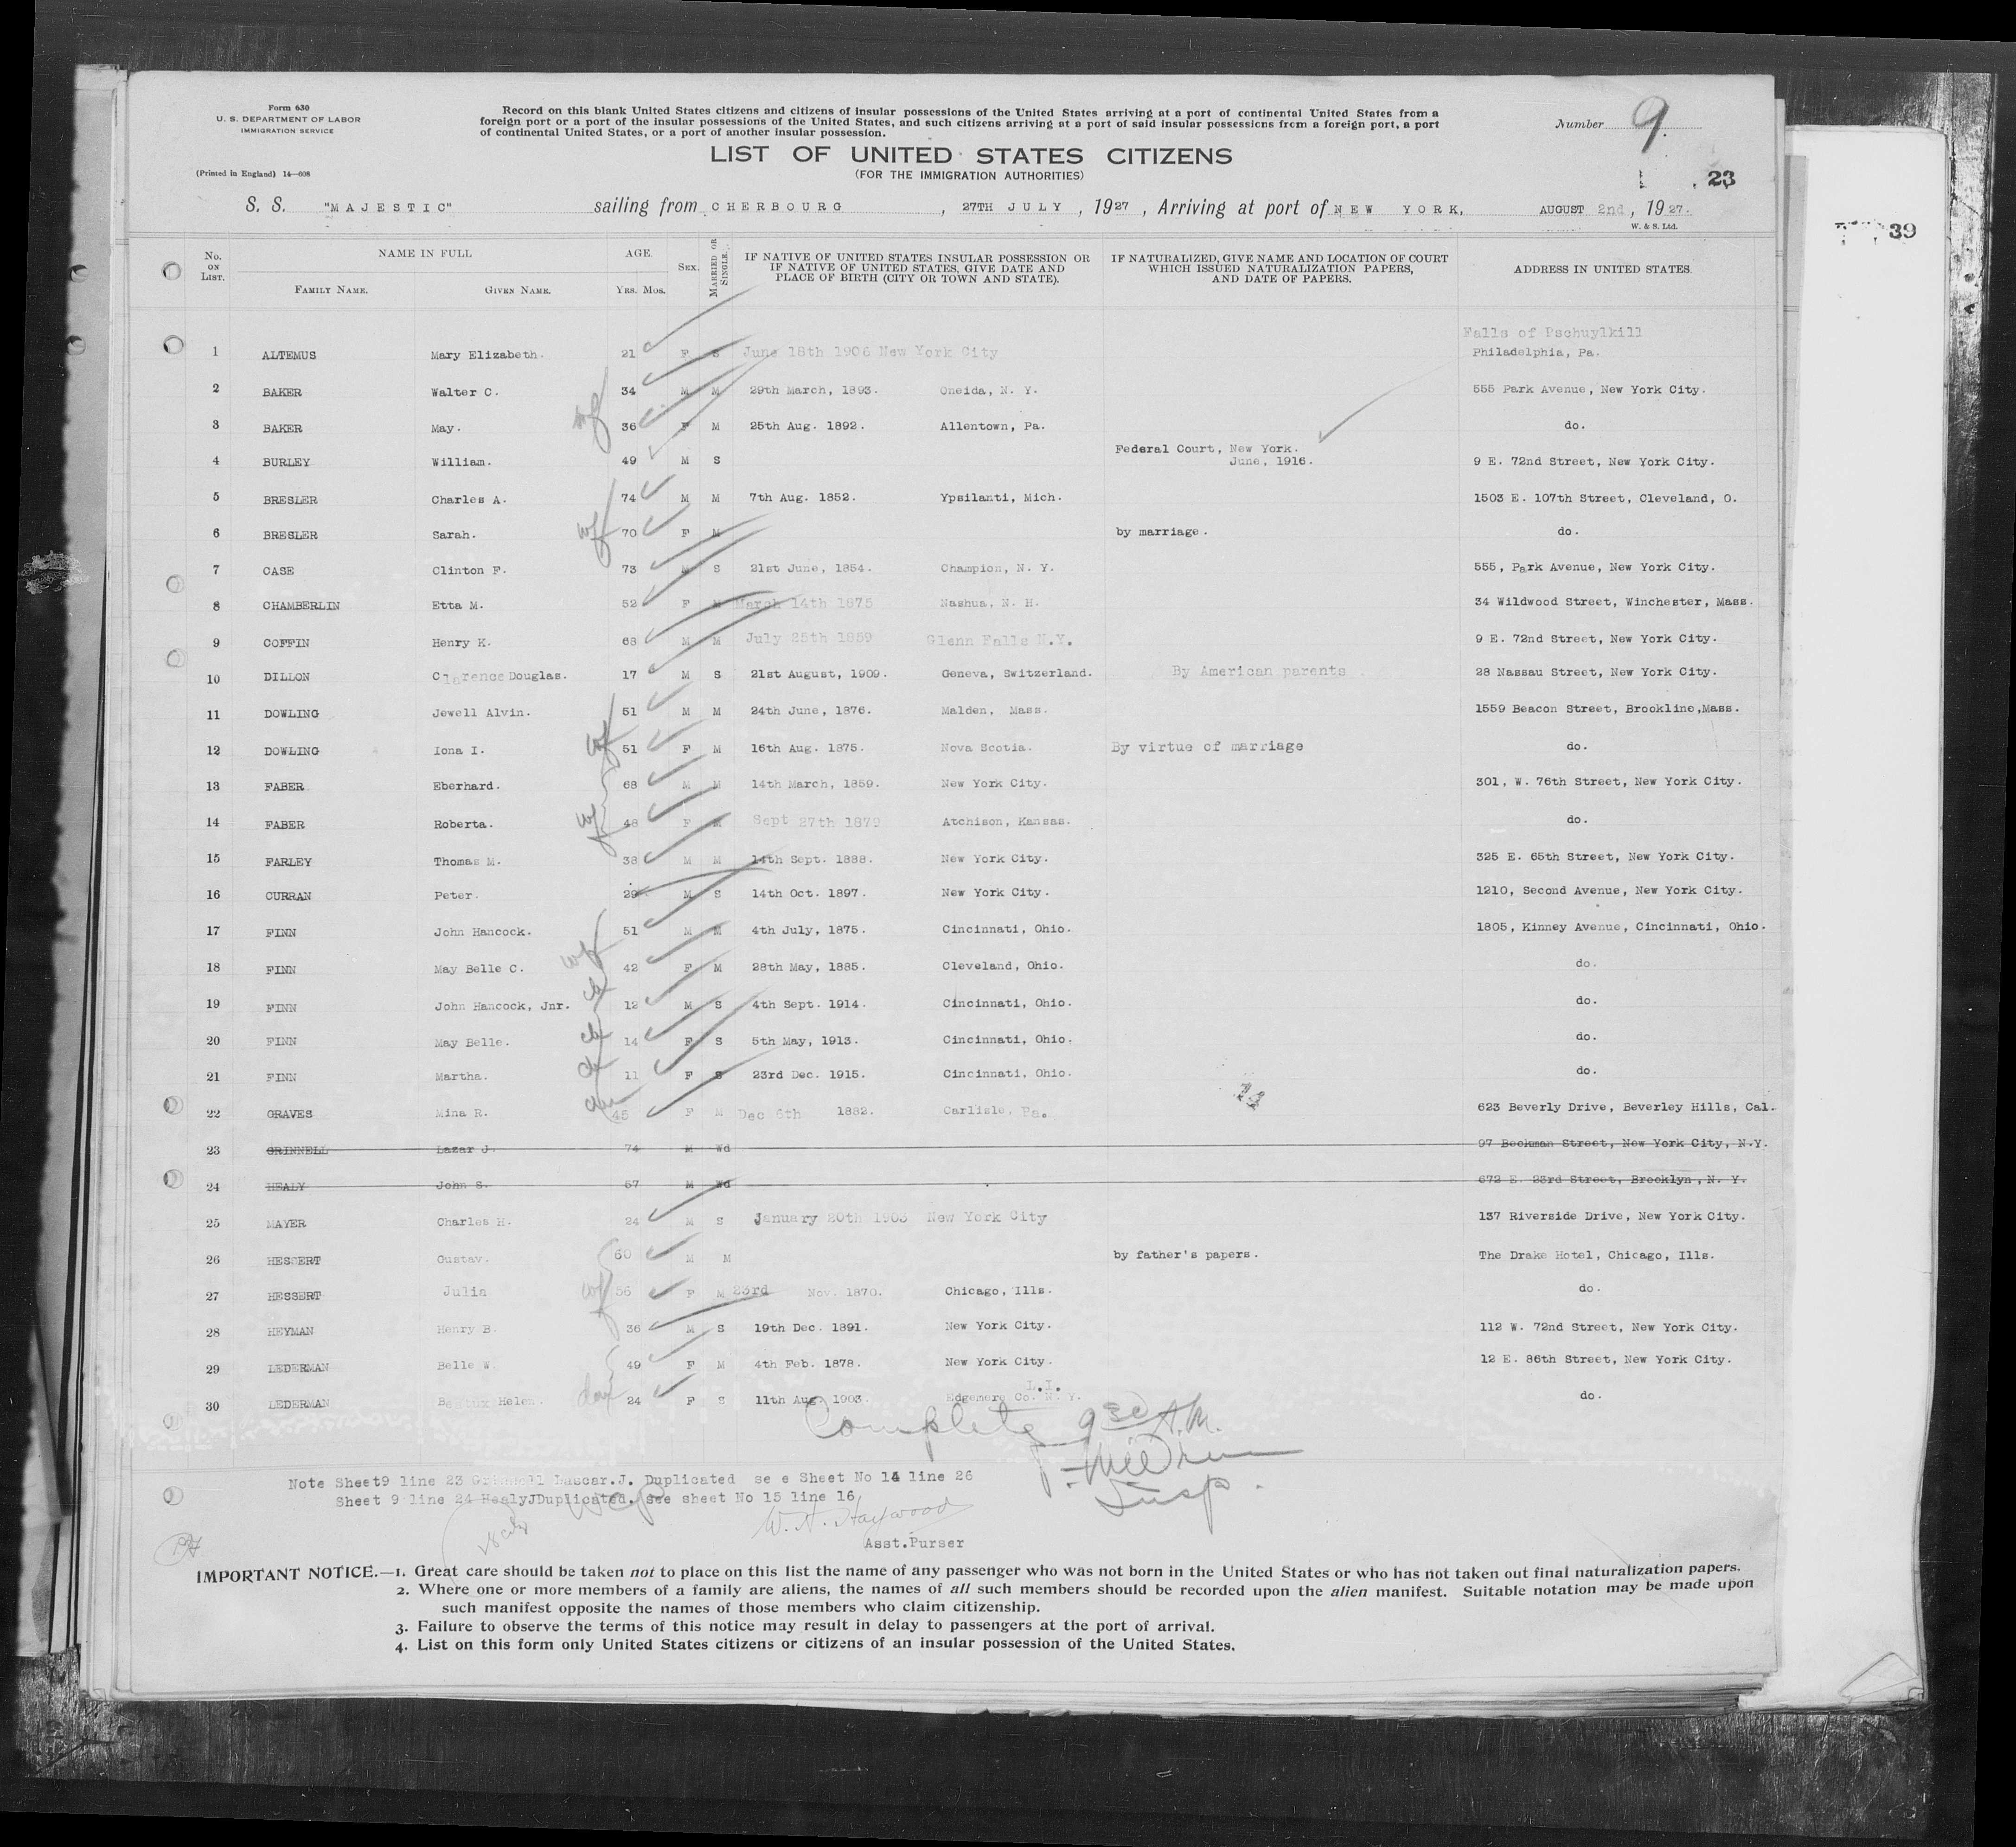 Form 630
U. S. DEPARTMENT OF LABOR
IMMIGRATION SERVICE
(Printed in England) 14—608
Record on this blank United States citizens and citizens of insular possessions of the United States arriving at a port of continental United States from a
foreign port or a port of the insular possessions of the United States, and such citizens arriving at a port of said insular possessions from a foreign port, a port
of continental United States, or a port of another insular possession.
Number 9.
LIST OF UNITED STATES CITIZENS
(FOR THE IMMIGRATION AUTHORITIES)
23
39
S. S. "MAJESTIC" sailing from CHERBOURG, 27TH JULY, 1927, Arriving at port of NEW YORK, AUGUST 2nd, 1927.
W. & S. Ltd.
No. ON LIST. NAME IN FULL FAMILY NAME. GIVEN NAME. AGE. YRS. MOS. SEX. MARRIED OR SINGLE. IF NATIVE OF UNITED STATES INSULAR POSSESSION OR IF NATIVE OF UNITED STATES, GIVE DATE AND PLACE OF BIRTH (CITY OR TOWN AND STATE). IF NATURALIZED, GIVE NAME AND LOCATION OF COURT WHICH ISSUED NATURALIZATION PAPERS, AND DATE OF PAPERS. ADDRESS IN UNITED STATES.
Falls of Pschuylkill
1 ALTEMUS Mary Elizabeth. 21 F S June 18th 1906 New York City Philadelphia, Pa.
2 BAKER Walter C. 34 M M 29th March, 1893. Oneida, N. Y. 555 Park Avenue, New York City.
wf
3 BAKER May. 36 F M 25th Aug. 1892. Allentown, Pa. do.
Federal Court, New York.
4 BURLEY William. 49 M S June, 1916. 9 E. 72nd Street, New York City.
5 BRESLER Charles A. 74 M M 7th Aug. 1852. Ypsilanti, Mich. 1503 E. 107th Street, Cleveland, O.
6 BRESLER Sarah. wf 70 F M by marriage. do.
7 CASE Clinton F. 73 M S 21st June, 1854. Champion, N. Y. 555, Park Avenue, New York City.
8 CHAMBERLIN Etta M. 52 F M March 14th 1875 Nashua, N. H. 34 Wildwood Street, Winchester, Mass.
9 COFFIN Henry K. 68 M M July 25th 1859 Glenn Falls N.Y. 9 E. 72nd Street, New York City.
10 DILLON Clarence Douglas. 17 M S 21st August, 1909. Geneva, Switzerland. By American parents 28 Nassau Street, New York City.
11 DOWLING Jewell Alvin. 51 M M 24th June, 1876. Malden, Mass. 1559 Beacon Street, Brookline,Mass.
12 DOWLING Iona I. wf 51 F M 16th Aug. 1875. Nova Scotia. By virtue of marriage do.
13 FABER Eberhard. 68 M M 14th March, 1859. New York City. 301, W. 76th Street, New York City.
14 FABER Roberta. wf 48 F M Sept 27th 1879 Atchison, Kansas. do.
15 FARLEY Thomas M. 38 M M 14th Sept. 1888. New York City. 325 E. 65th Street, New York City.
16 CURRAN Peter. 29 M S 14th Oct. 1897. New York City. 1210, Second Avenue, New York City.
17 FINN John Hancock. 51 M M 4th July, 1875. Cincinnati, Ohio. 1805, Kinney Avenue, Cincinnati, Ohio.
18 FINN May Belle C. wf 42 F M 28th May, 1885. Cleveland, Ohio. do.
19 FINN John Hancock, Jnr. ch 12 M S 4th Sept. 1914. Cincinnati, Ohio. do.
20 FINN May Belle. ch 14 F S 5th May, 1913. Cincinnati, Ohio. do.
21 FINN Martha. ch 11 F S 23rd Dec. 1915. Cincinnati, Ohio. do.
22 GRAVES Mina R. 45 F M Dec 6th 1882. Carlisle, Pa. 623 Beverly Drive, Beverley Hills, Cal.
23 GRINNELL Lazar J. 74 M Wd 97 Beekman Street, New York City, N.Y.
24 HEALY John S. 57 M Wd 672 E. 23rd Street, Brooklyn, N. Y.
25 MAYER Charles H. 24 M S January 20th 1903 New York City 137 Riverside Drive, New York City.
26 HESSERT Gustav. 60 M M by father's papers. The Drake Hotel, Chicago, Ills.
27 HESSERT Julia wf 56 F M 23rd Nov. 1870. Chicago, Ills. do.
28 HEYMAN Henry B. 36 M S 19th Dec. 1891. New York City. 112 W. 72nd Street, New York City.
29 LEDERMAN Belle W. 49 F M 4th Feb. 1878. New York City. 12 E. 86th Street, New York City.
L.I.
30 LEDERMAN Helen. dau 24 F S 11th Aug. 1903. Edgemere Co. N. Y. do.
Complete 9 30 A.M.
Insp.
Note Sheet9 line 23 J. Duplicated se e Sheet No 14 line 26
Sheet 9 line 24 HealyJDuplicated. see sheet No 15 line 16
W. A. Haywood
Asst.Purser
IMPORTANT NOTICE.—1. Great care should be taken not to place on this list the name of any passenger who was not born in the United States or who has not taken out final naturalization papers.
2. Where one or more members of a family are aliens, the names of all such members should be recorded upon the alien manifest. Suitable notation may be made upon
such manifest opposite the names of those members who claim citizenship.
3. Failure to observe the terms of this notice may result in delay to passengers at the port of arrival.
4. List on this form only United States citizens or citizens of an insular possession of the United States.